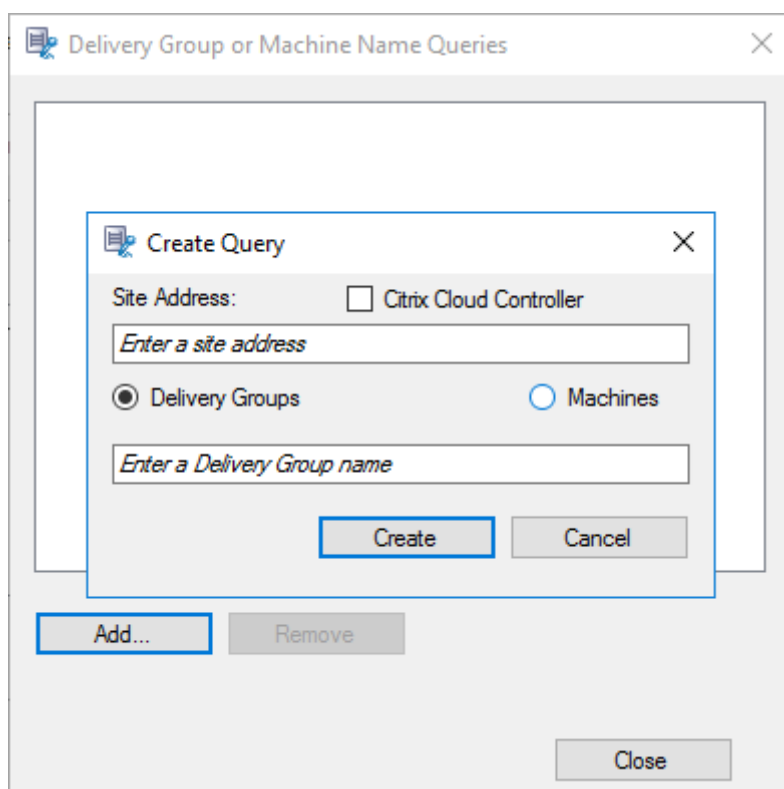 Delivery Group or Machine Name Queries
Create Query
Site Address: Citrix Cloud Controller
Enter a site address
Delivery Groups Machines
Enter a Delivery Group name
Create Cancel
Add... Remove
Close